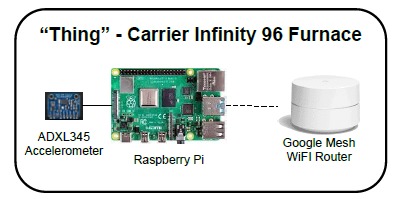 “Thing” - Carrier Infinity 96 Furnace
ADXL345
Accelerometer
Raspberry Pi
Google Mesh
WiFI Router